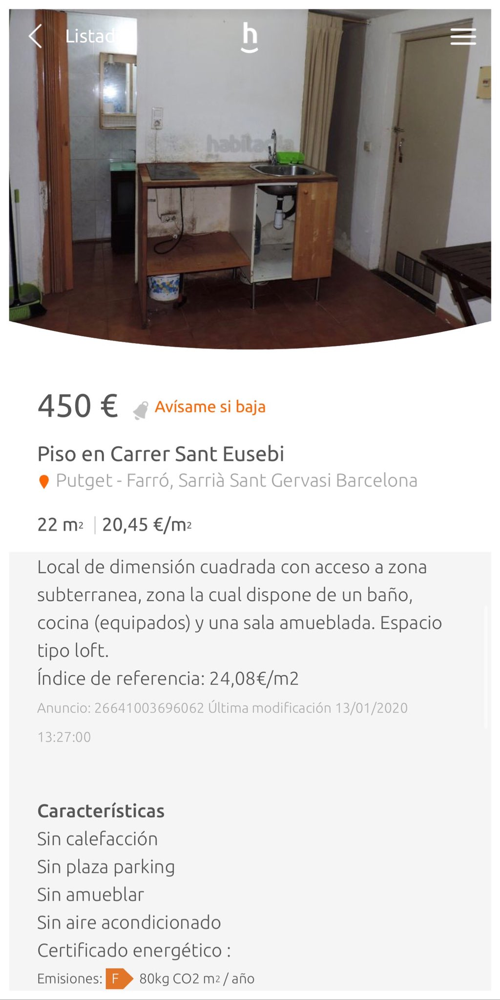 Listad
h
habitaclia
450 € Avísame si baja
Piso en Carrer Sant Eusebi
Putget - Farró, Sarrià Sant Gervasi Barcelona
22 m2 | 20,45 €/m2
Local de dimensión cuadrada con acceso a zona
subterranea, zona la cual dispone de un baño,
cocina (equipados) y una sala amueblada. Espacio
tipo loft.
Índice de referencia: 24,08€/m2
Anuncio: 26641003696062 Última modificación 13/01/2020
13:27:00
Características
Sin calefacción
Sin plaza parking
Sin amueblar
Sin aire acondicionado
Certificado energético :
Emisiones: F 80kg CO2 m2 / año